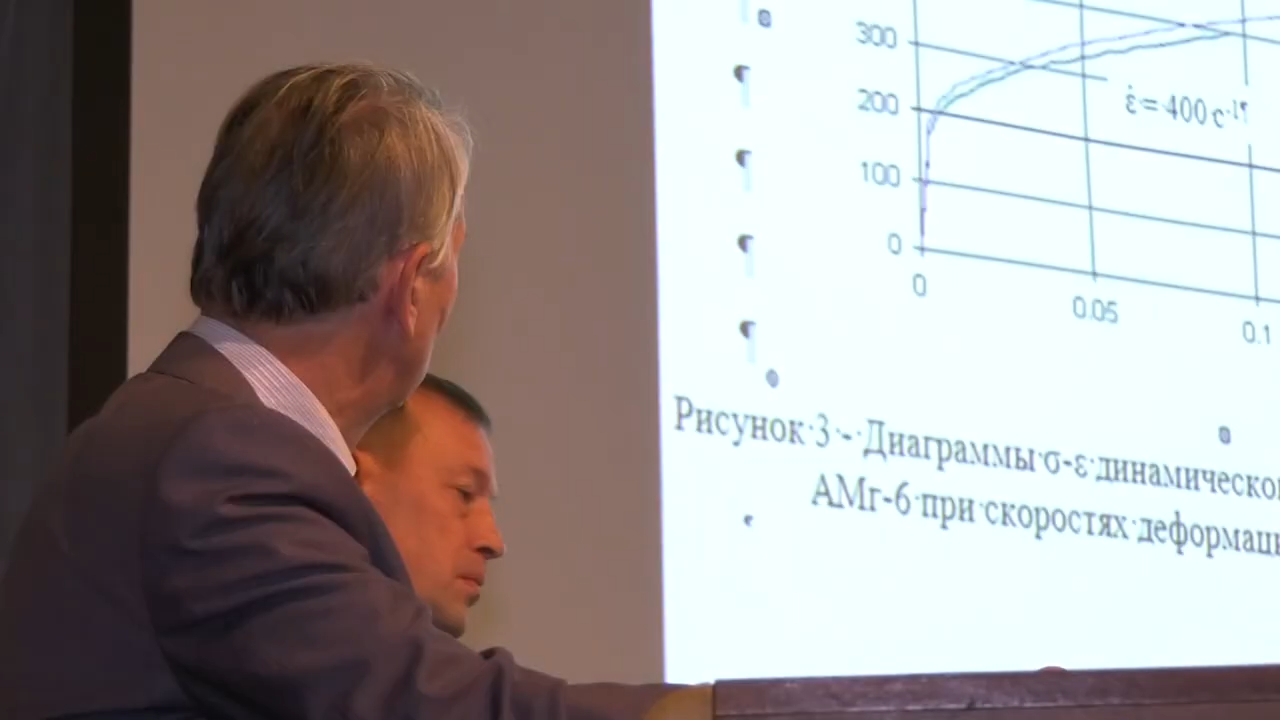 300
200
ε̇ = 400 с⁻¹
100
0
0
0.05
0.1
Рисунок 3 - Диаграммы σ-ε динамическо
АМг-6 при скоростях деформаци